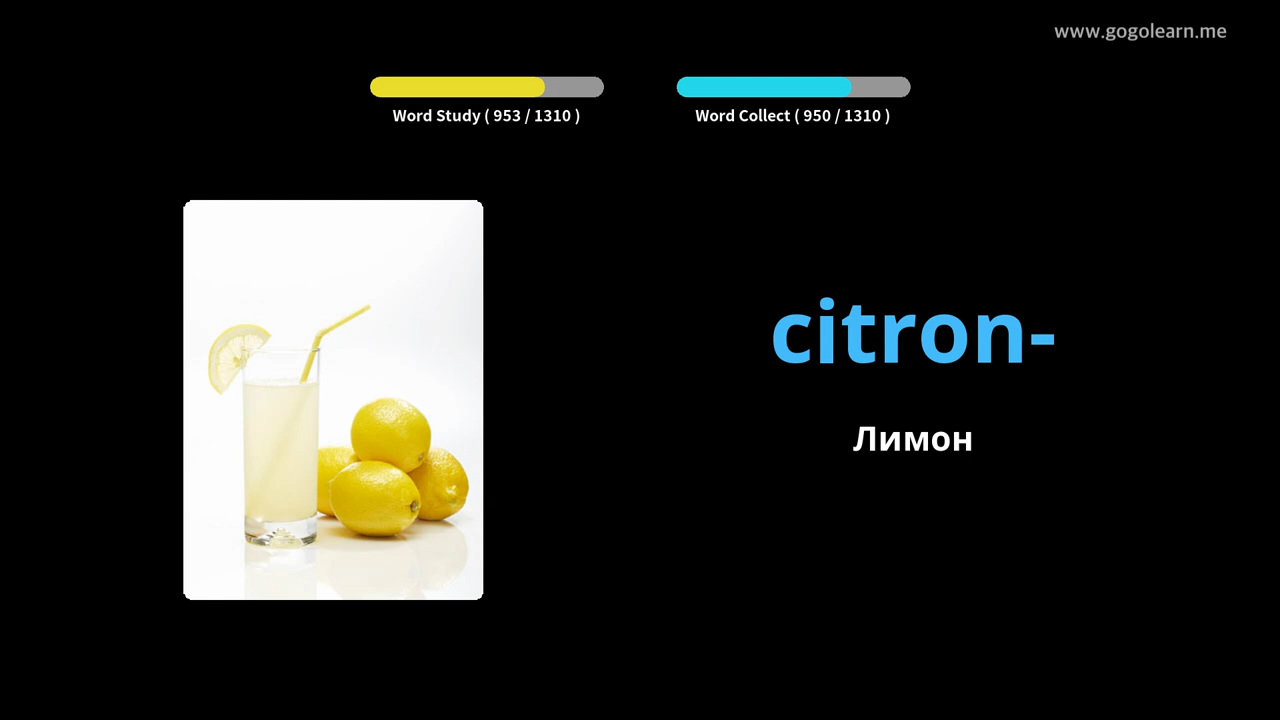 www.gogolearn.me
Word Study ( 953 / 1310 )
Word Collect ( 950 / 1310 )
citron-
Лимон